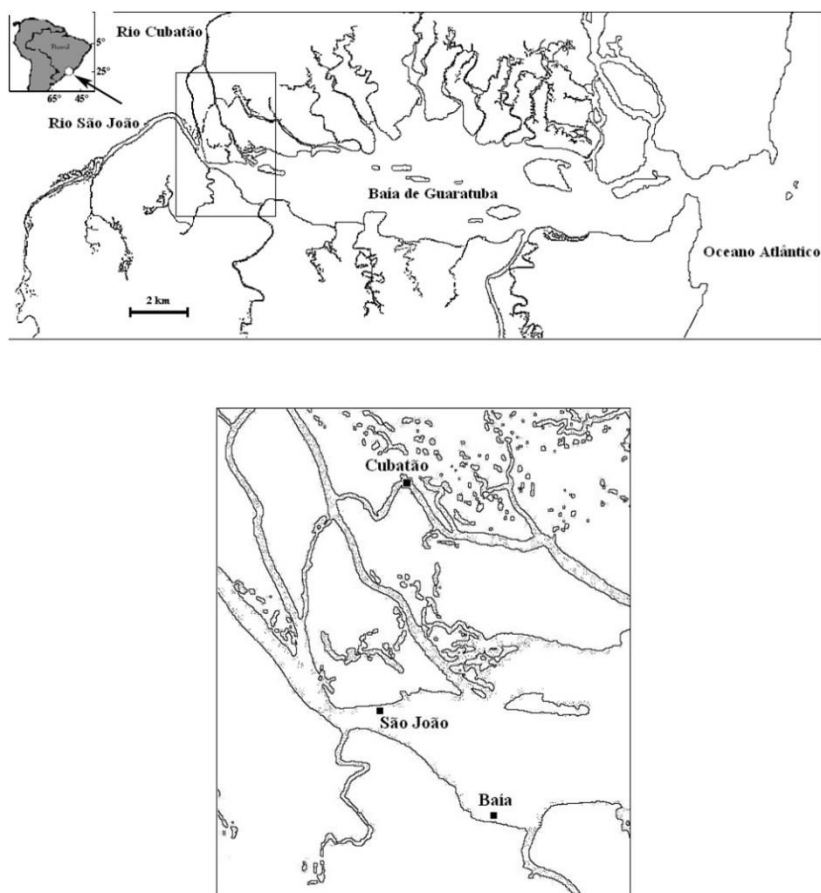 Rio Cubatão
Brasil
5°
25°
65° 45°
Rio São João
Baía de Guaratuba
Oceano Atlântico
2 km
Cubatão
São João
Baía